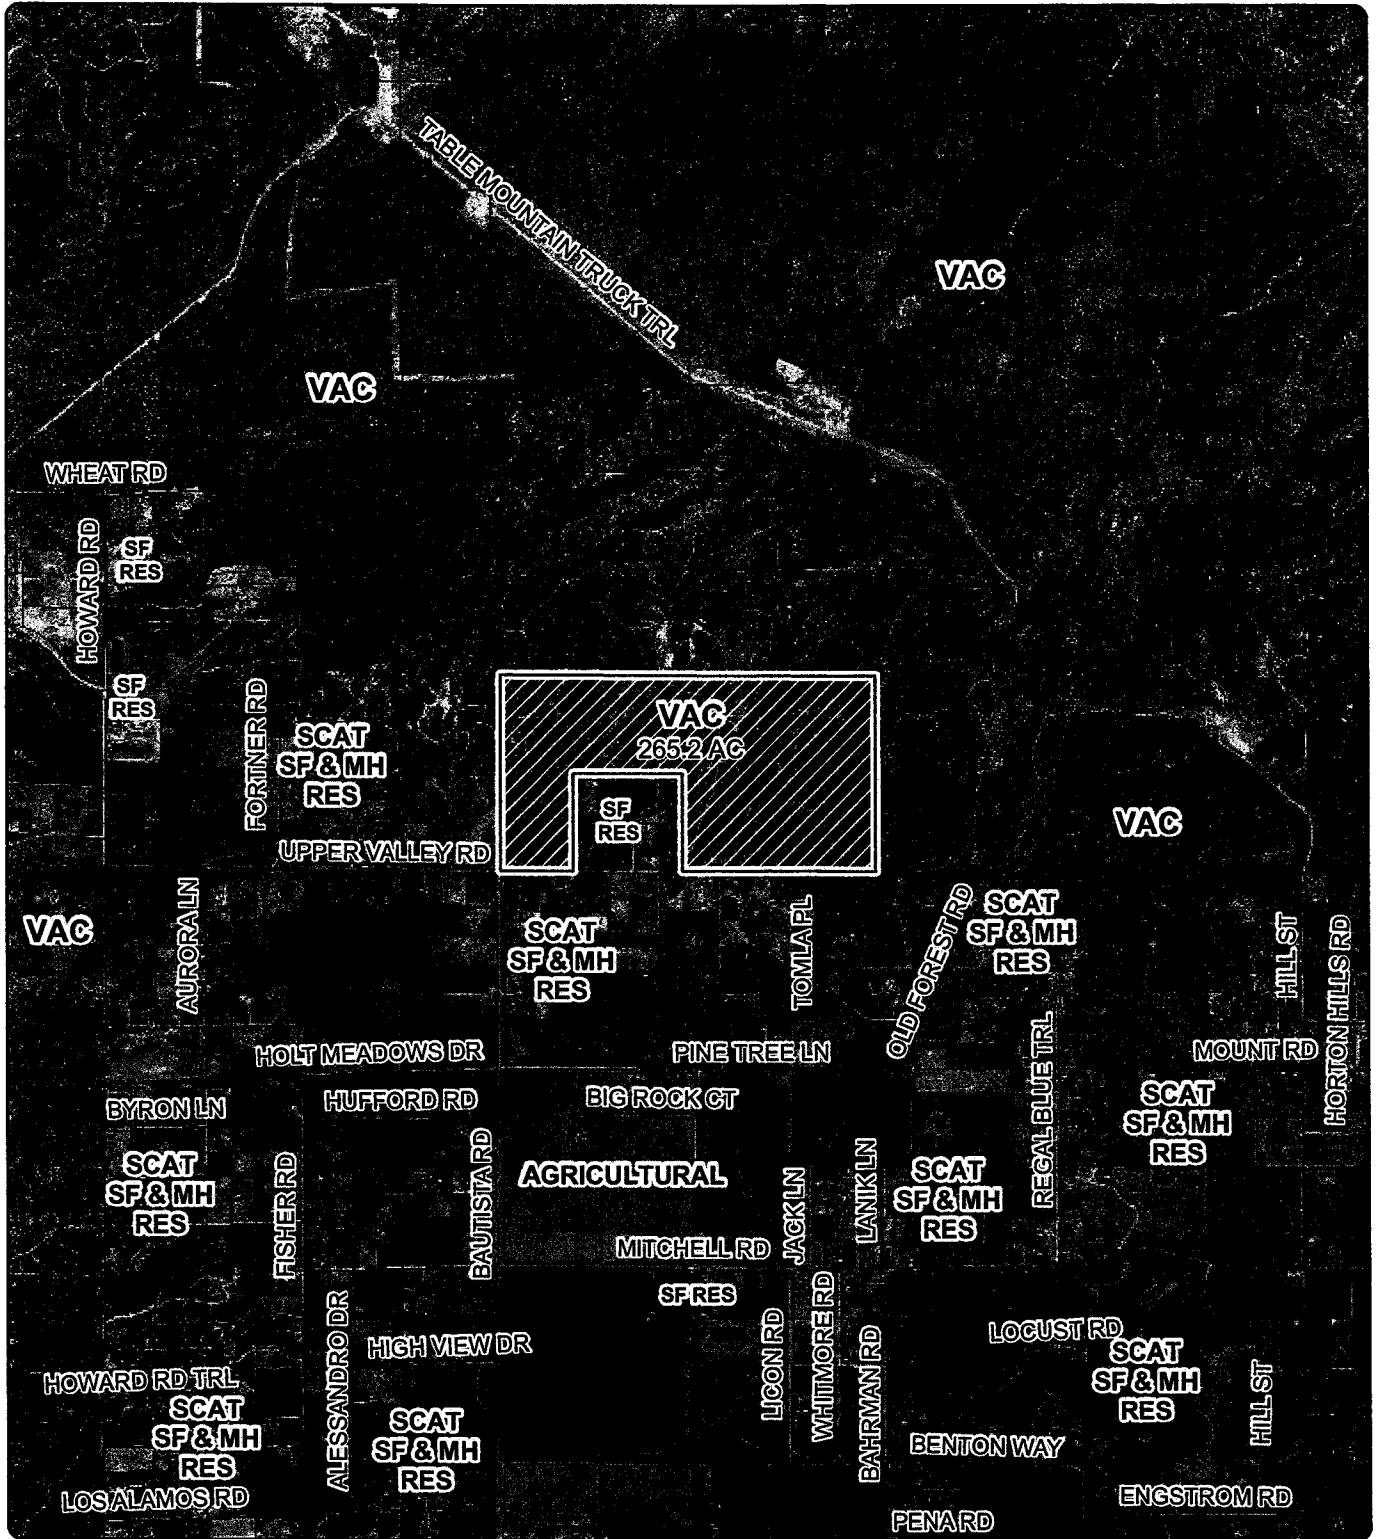 TABLE MOUNTAIN TRUCK TRL
VAC
VAC
WHEAT RD
HOWARD RD
SF
RES
SF
RES
FORTNER RD
SCAT
SF & MH
RES
VAC
265.2 AC
SF
RES
VAC
UPPER VALLEY RD
VAC
AURORA LN
SCAT
SF & MH
RES
TOMLA PL
OLD FOREST RD
SCAT
SF & MH
RES
HILL ST
HORTON HILLS RD
HOLT MEADOWS DR
PINE TREE LN
REGAL BLUE TRL
MOUNT RD
BYRON LN
HUFFORD RD
BIG ROCK CT
SCAT
SF & MH
RES
SCAT
SF & MH
RES
FISHER RD
BAUTISTA RD
AGRICULTURAL
JACK LN
LANIK LN
SCAT
SF & MH
RES
MITCHELL RD
SF RES
ALESSANDRO DR
HIGH VIEW DR
LICON RD
WHITMORE RD
BAHRMAN RD
LOCUST RD
SCAT
SF & MH
RES
HILL ST
HOWARD RD TRL
SCAT
SF & MH
RES
SCAT
SF & MH
RES
BENTON WAY
LOS ALAMOS RD
ENGSTROM RD
PENA RD